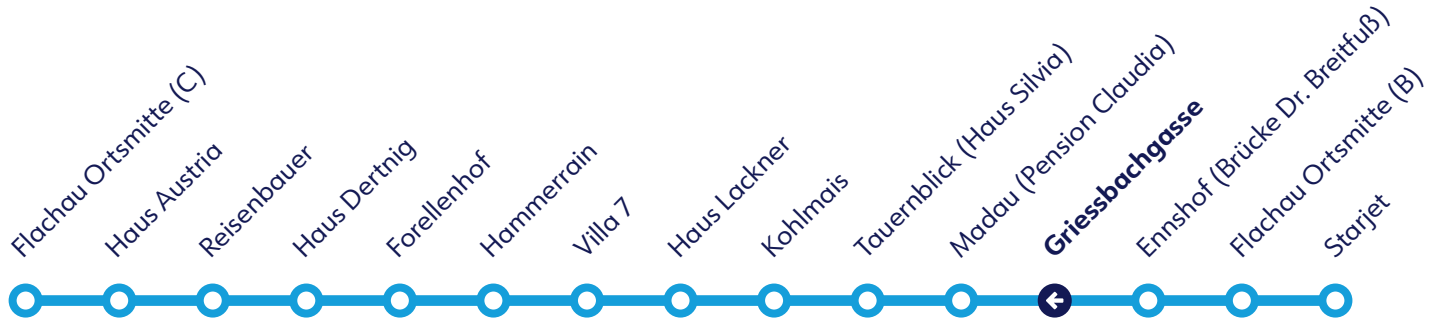 Flachau Ortsmitte (C)
Haus Austria
Reisenbauer
Haus Dertnig
Forellenhof
Hammerrain
Villa 7
Haus Lackner
Kohlmais
Tauernblick (Haus Silvia)
Madau (Pension Claudia)
Griessbachgasse
Ennshof (Brücke Dr. Breitfuß)
Flachau Ortsmitte (B)
Starjet